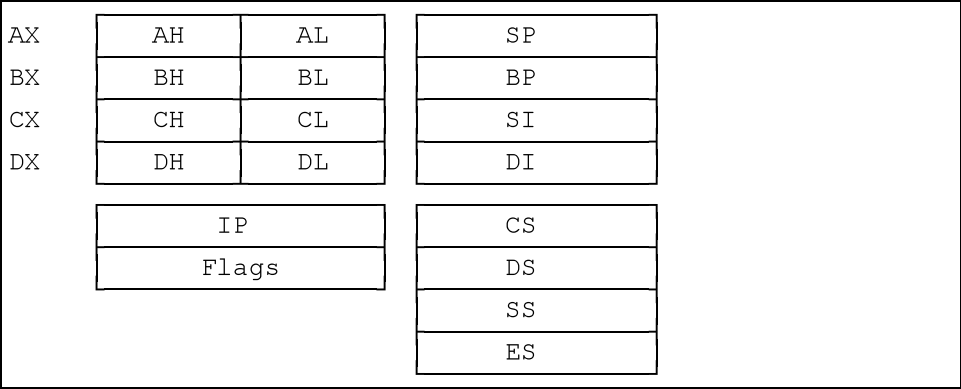 AX AH AL SP
BX BH BL BP
CX CH CL SI
DX DH DL DI
IP CS
Flags DS
SS
ES